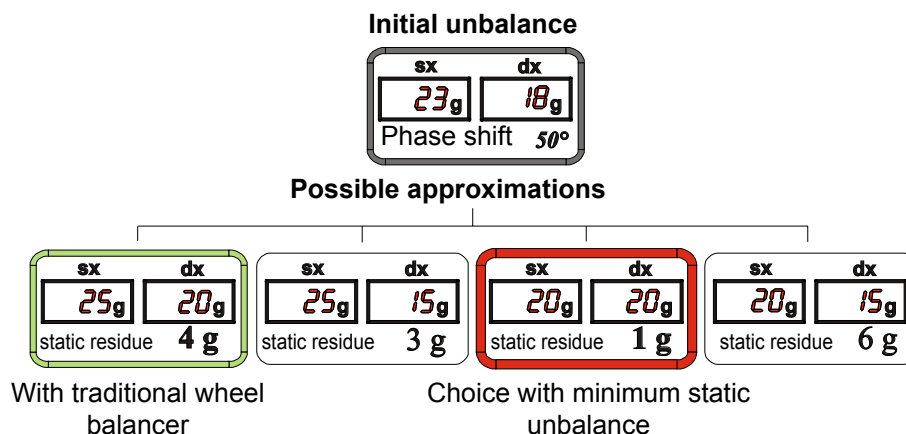 Initial unbalance
sx dx
23g 18g
Phase shift 50°
Possible approximations
sx dx sx dx sx dx sx dx
25g 20g 25g 15g 20g 20g 20g 15g
static residue 4 g static residue 3 g static residue 1 g static residue 6 g
With traditional wheel Choice with minimum static
balancer unbalance